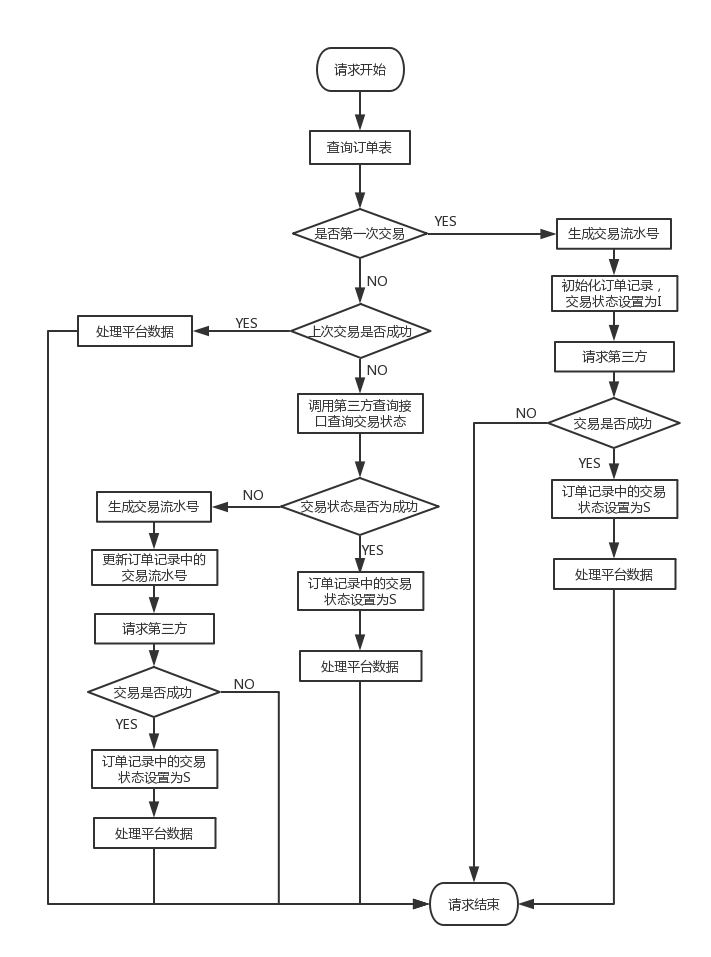 请求开始
查询订单表
是否第一次交易
YES
生成交易流水号
NO
初始化订单记录，
交易状态设置为I
上次交易是否成功
YES
处理平台数据
请求第三方
NO
调用第三方查询接
口查询交易状态
交易是否成功
NO
YES
交易状态是否为成功
NO
生成交易流水号
订单记录中的交易
状态设置为S
YES
更新订单记录中的
交易流水号
订单记录中的交易
状态设置为S
处理平台数据
请求第三方
处理平台数据
交易是否成功
NO
YES
订单记录中的交易
状态设置为S
处理平台数据
请求结束